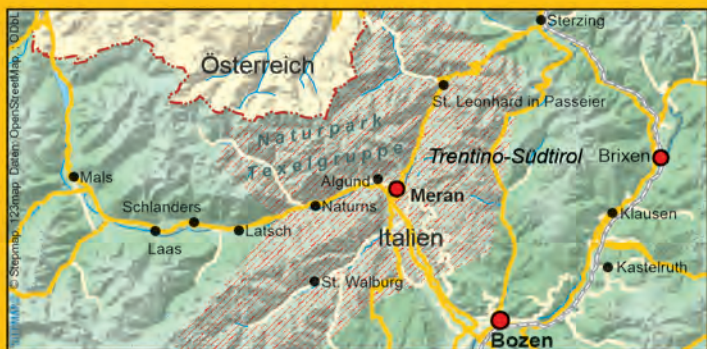 © Stepmap, 123map Daten: OpenStreetMap, ODbL
Sterzing
Österreich
St. Leonhard in Passeier
Naturpark
Texelgruppe
Trentino-Südtirol
Brixen
Mals
Algund
Meran
Schlanders
Naturns
Klausen
Laas
Latsch
Italien
Kastelruth
St. Walburg
Bozen